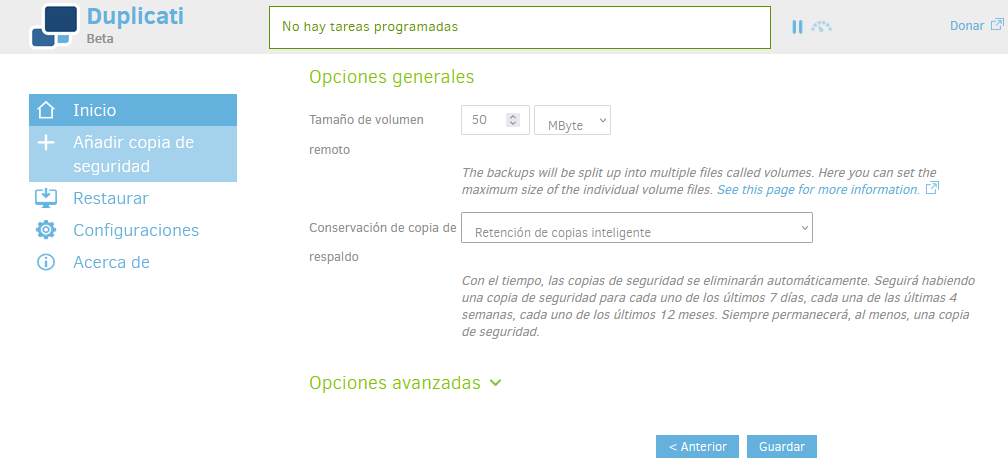 Duplicati
Beta
No hay tareas programadas
Donar
Inicio
Añadir copia de
seguridad
Restaurar
Configuraciones
Acerca de
Opciones generales
Tamaño de volumen
remoto
50
MByte
The backups will be split up into multiple files called volumes. Here you can set the
maximum size of the individual volume files. See this page for more information.
Conservación de copia de
respaldo
Retención de copias inteligente
Con el tiempo, las copias de seguridad se eliminarán automáticamente. Seguirá habiendo
una copia de seguridad para cada uno de los últimos 7 días, cada una de las últimas 4
semanas, cada uno de los últimos 12 meses. Siempre permanecerá, al menos, una copia
de seguridad.
Opciones avanzadas
< Anterior
Guardar